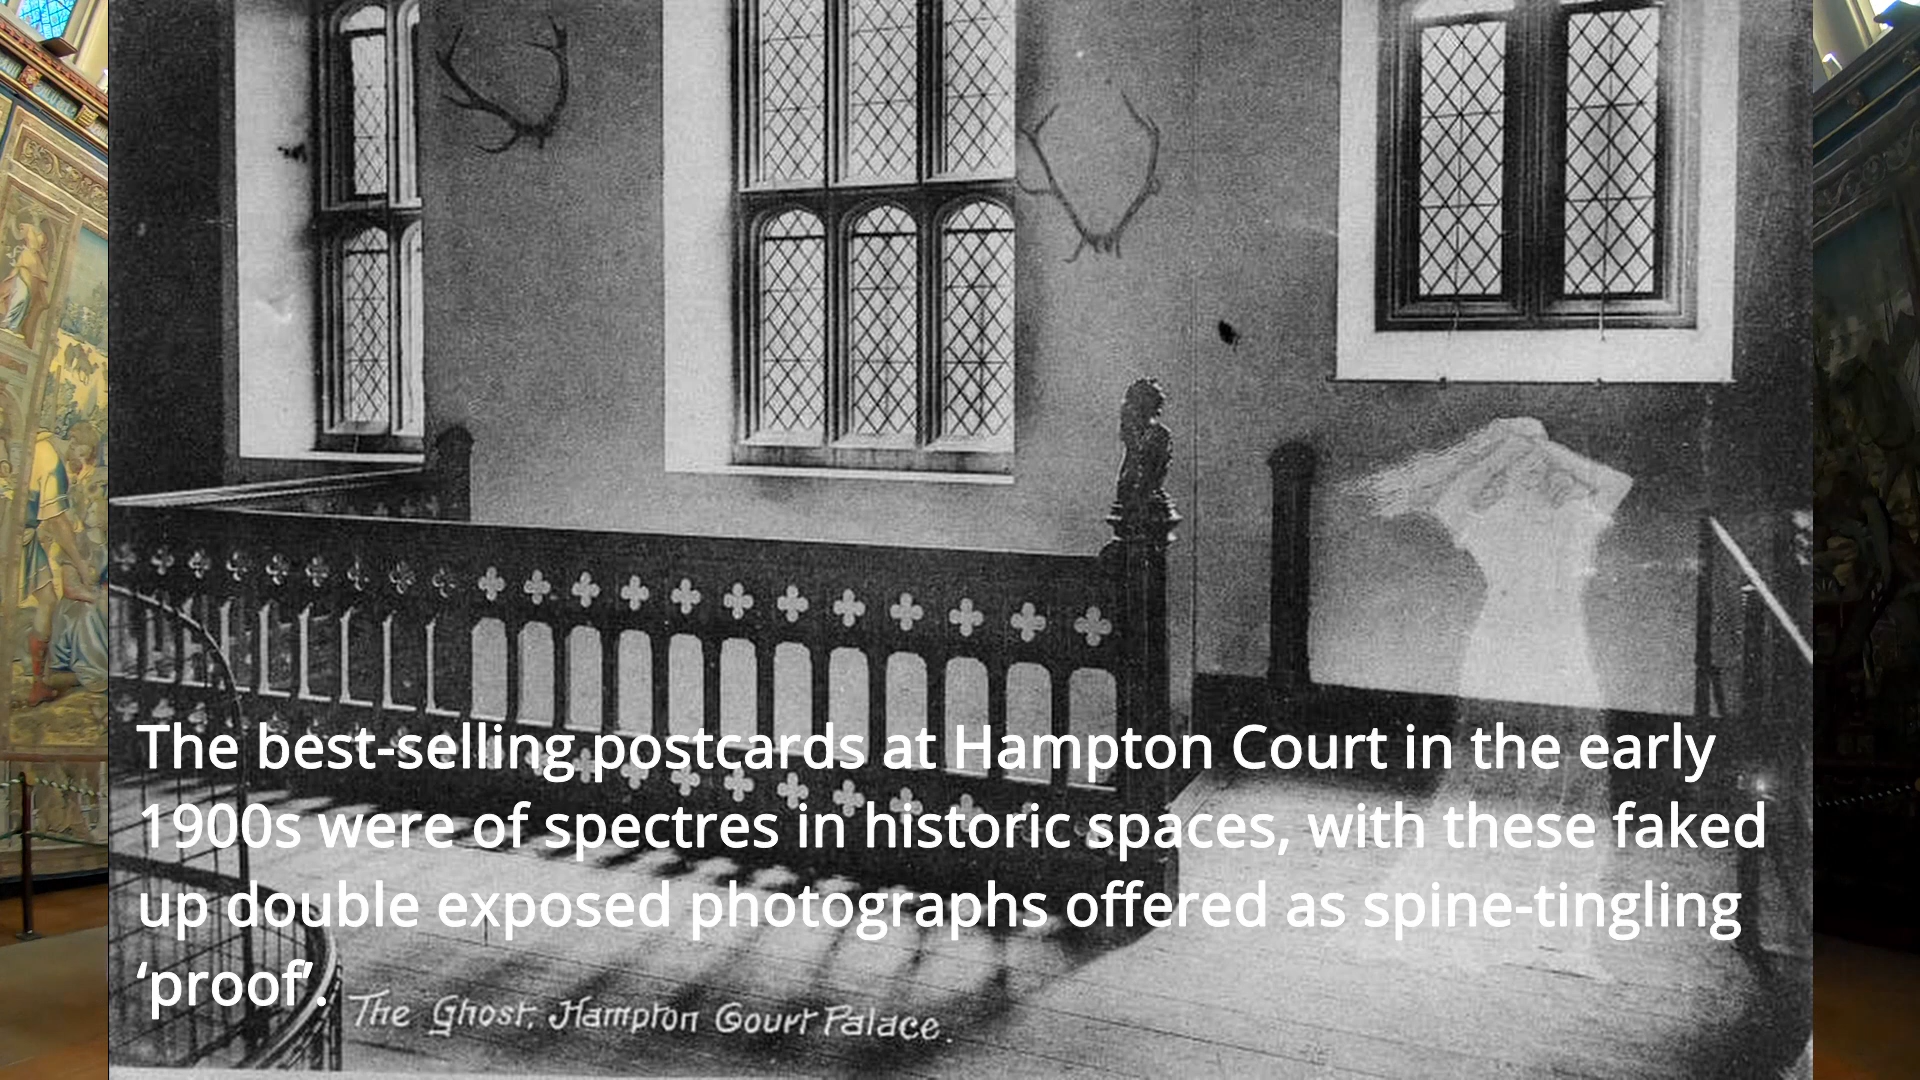 The best-selling postcards at Hampton Court in the early
1900s were of spectres in historic spaces, with these faked
up double exposed photographs offered as spine-tingling
‘proof’.
The Ghost, Hampton Court Palace.